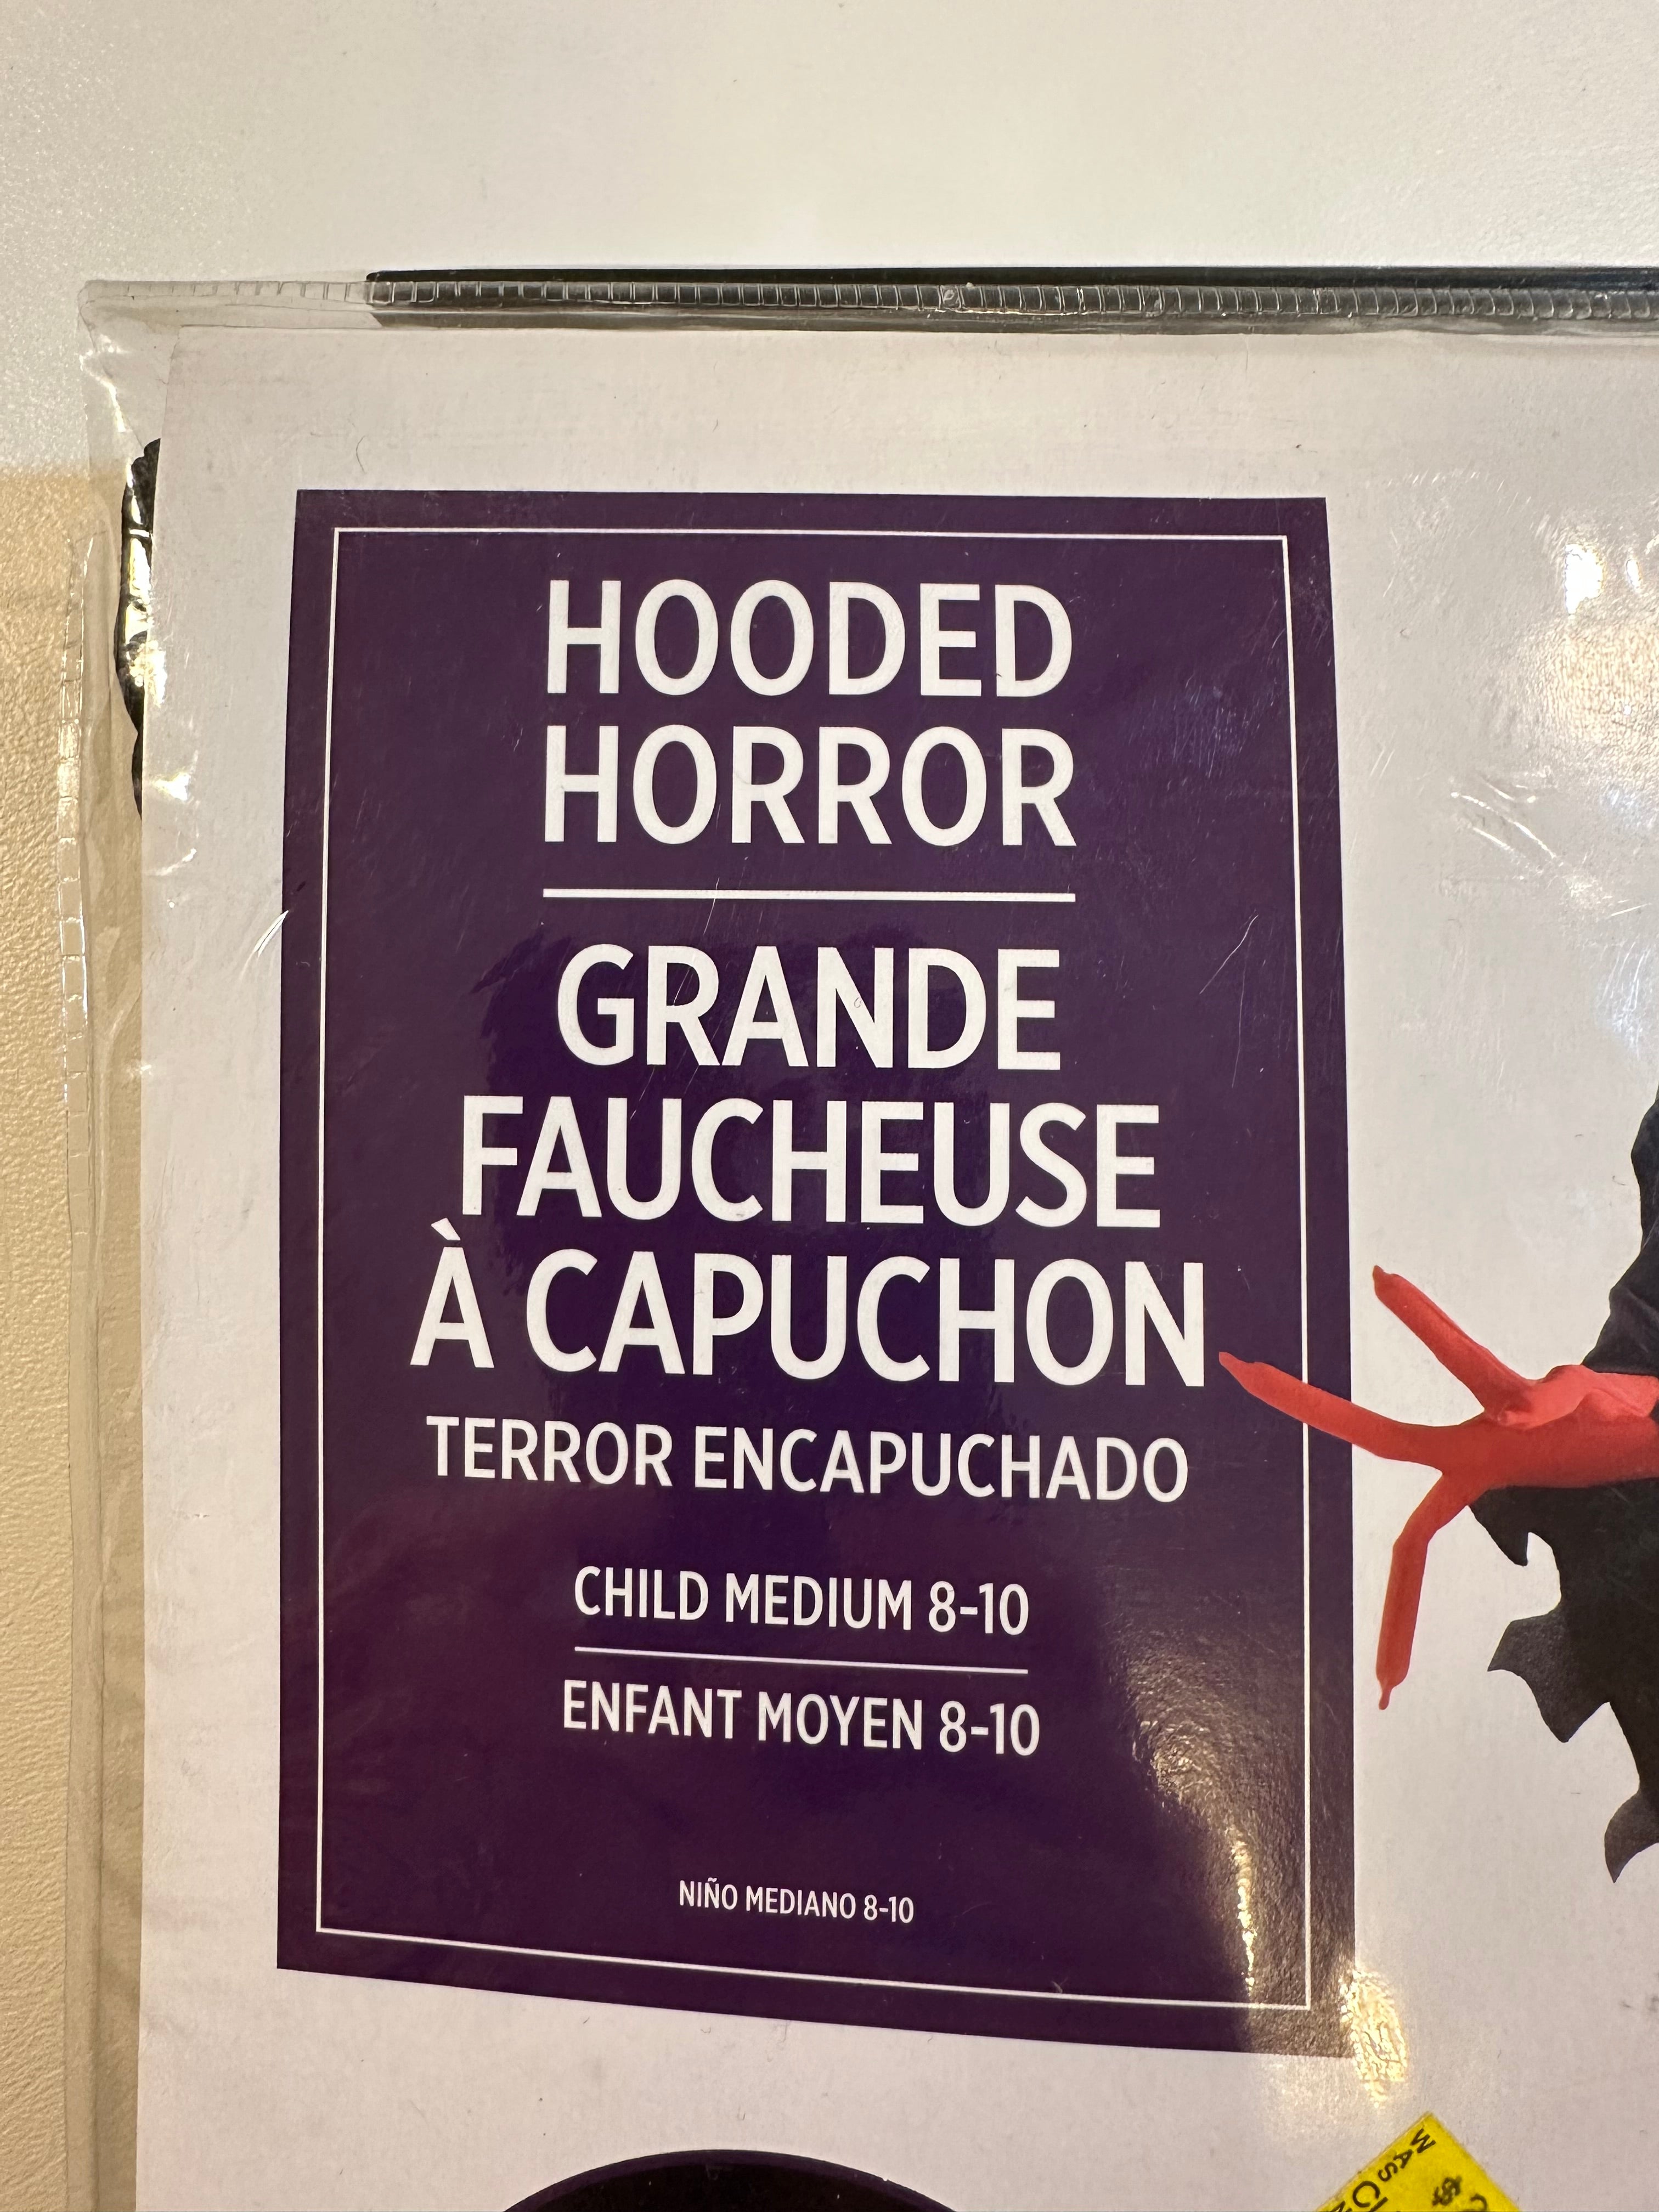 HOODED
HORROR
GRANDE
FAUCHEUSE
À CAPUCHON
TERROR ENCAPUCHADO
CHILD MEDIUM 8-10
ENFANT MOYEN 8-10
NIÑO MEDIANO 8-10
WAS